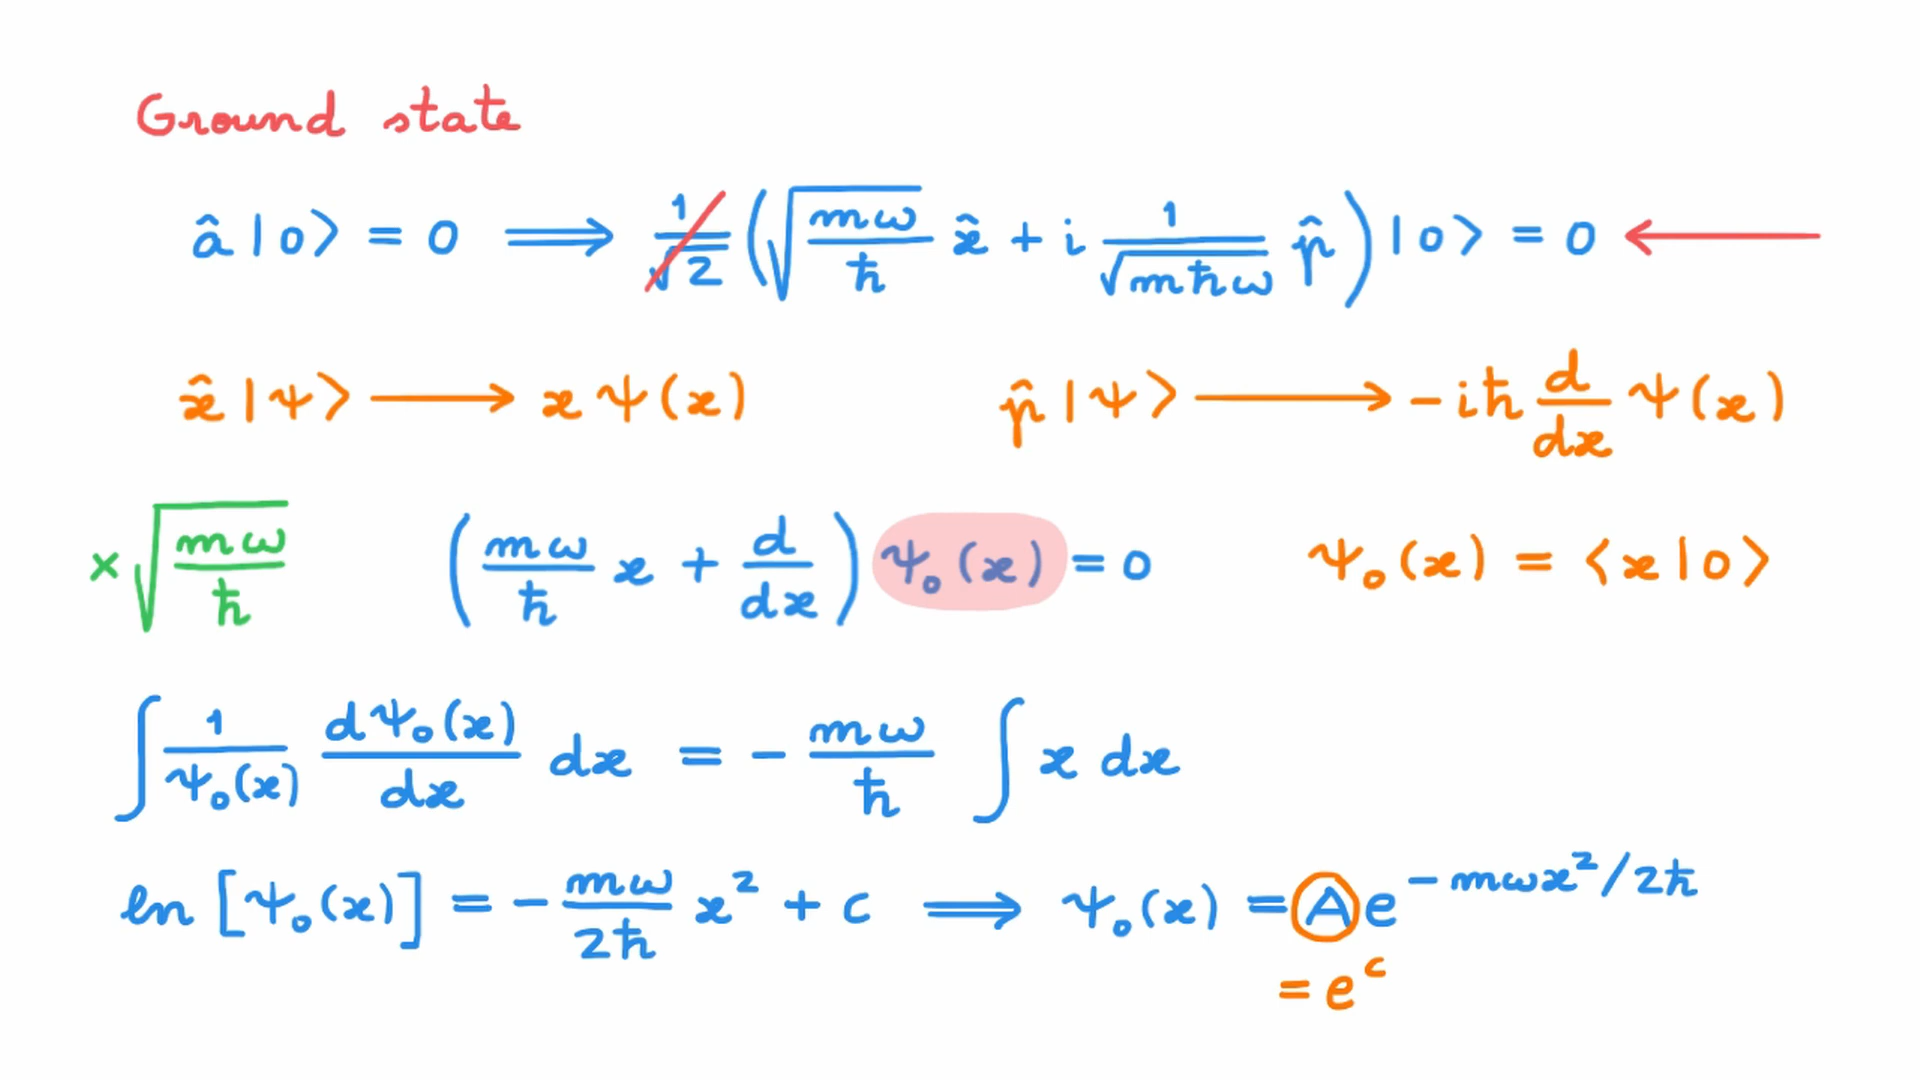 Ground state
â|0⟩ = 0 ⟹ 1/√2 (√(mω/ħ) x̂ + i 1/√(mħω) p̂)|0⟩ = 0 ←
x̂|ψ⟩ ⟶ xψ(x) p̂|ψ⟩ ⟶ -iħ d/dx ψ(x)
×√(mω/ħ) (mω/ħ x + d/dx) ψ₀(x) = 0 ψ₀(x) = ⟨x|0⟩
∫ 1/ψ₀(x) dψ₀(x)/dx dx = - mω/ħ ∫ x dx
ln [ψ₀(x)] = - mω/2ħ x² + c ⟹ ψ₀(x) = A e^(-mωx²/2ħ)
= e^c